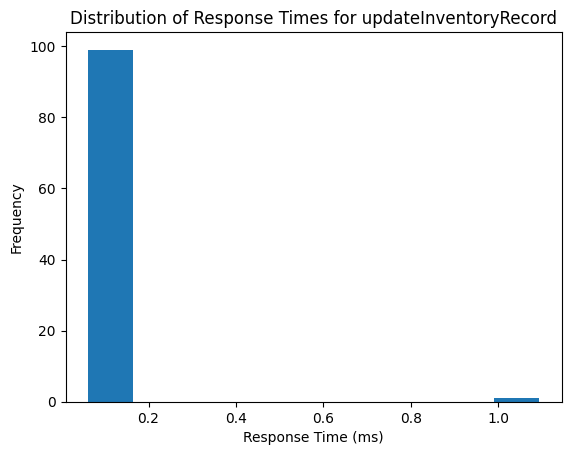 Distribution of Response Times for updateInventoryRecord
100
80
60
40
20
0
Frequency
0.2 0.4 0.6 0.8 1.0
Response Time (ms)